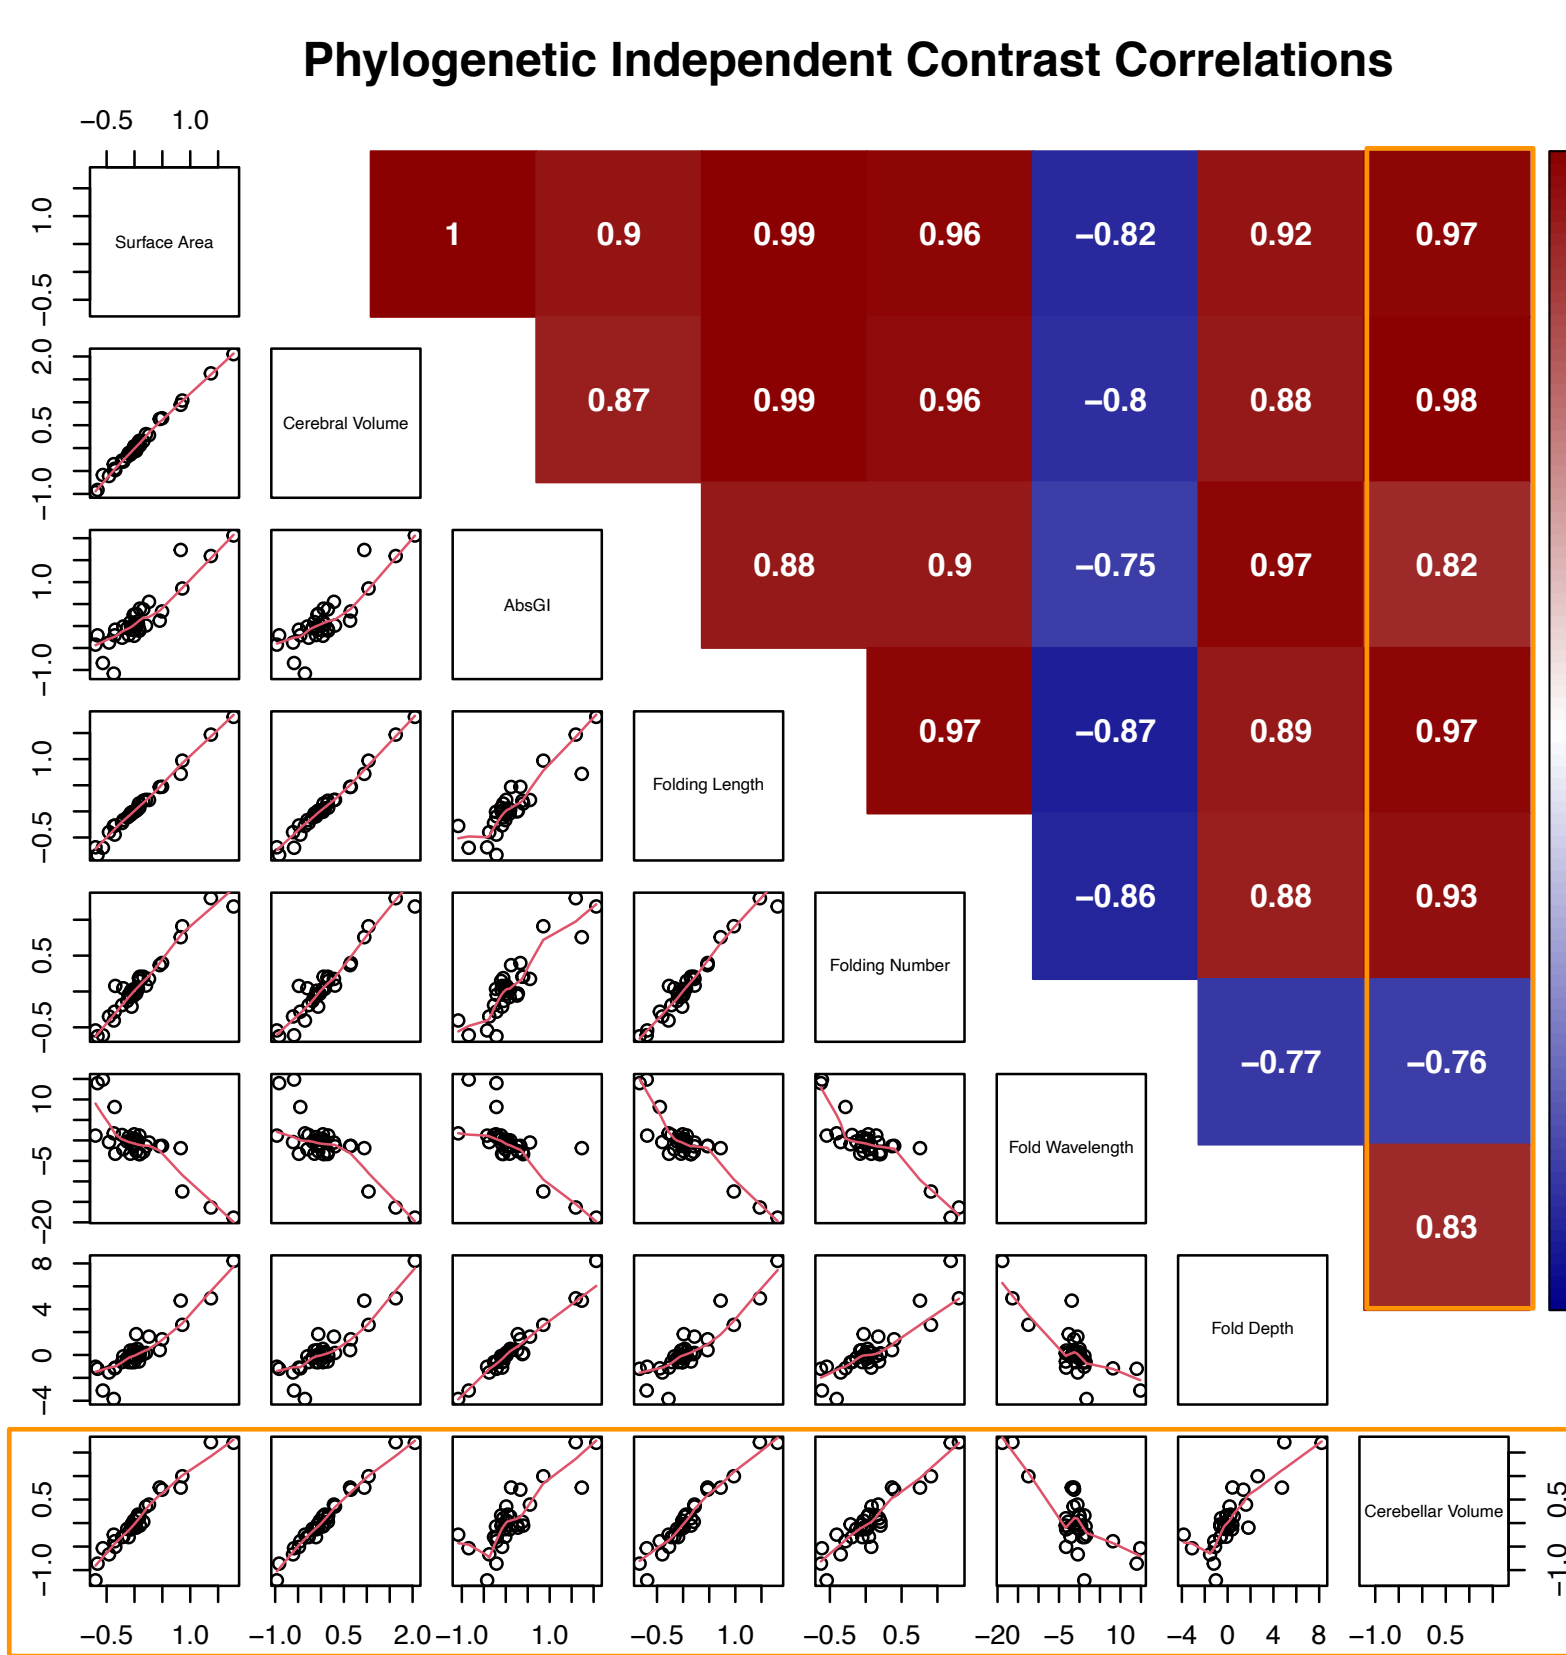 Phylogenetic Independent Contrast Correlations
−0.5 1.0
1.0
−0.5
Surface Area
1 0.9 0.99 0.96 −0.82 0.92 0.97
2.0
0.5
−1.0
Cerebral Volume
0.87 0.99 0.96 −0.8 0.88 0.98
1.0
−1.0
AbsGI
0.88 0.9 −0.75 0.97 0.82
1.0
−0.5
Folding Length
0.97 −0.87 0.89 0.97
0.5
−0.5
Folding Number
−0.86 0.88 0.93
10
−5
−20
Fold Wavelength
−0.77 −0.76
8
4
0
−4
Fold Depth
0.83
0.5
−1.0
Cerebellar Volume
0.5
−1.0
−0.5 1.0 −1.0 0.5 2.0 −1.0 1.0 −0.5 1.0 −0.5 0.5 −20 −5 10 −4 0 4 8 −1.0 0.5